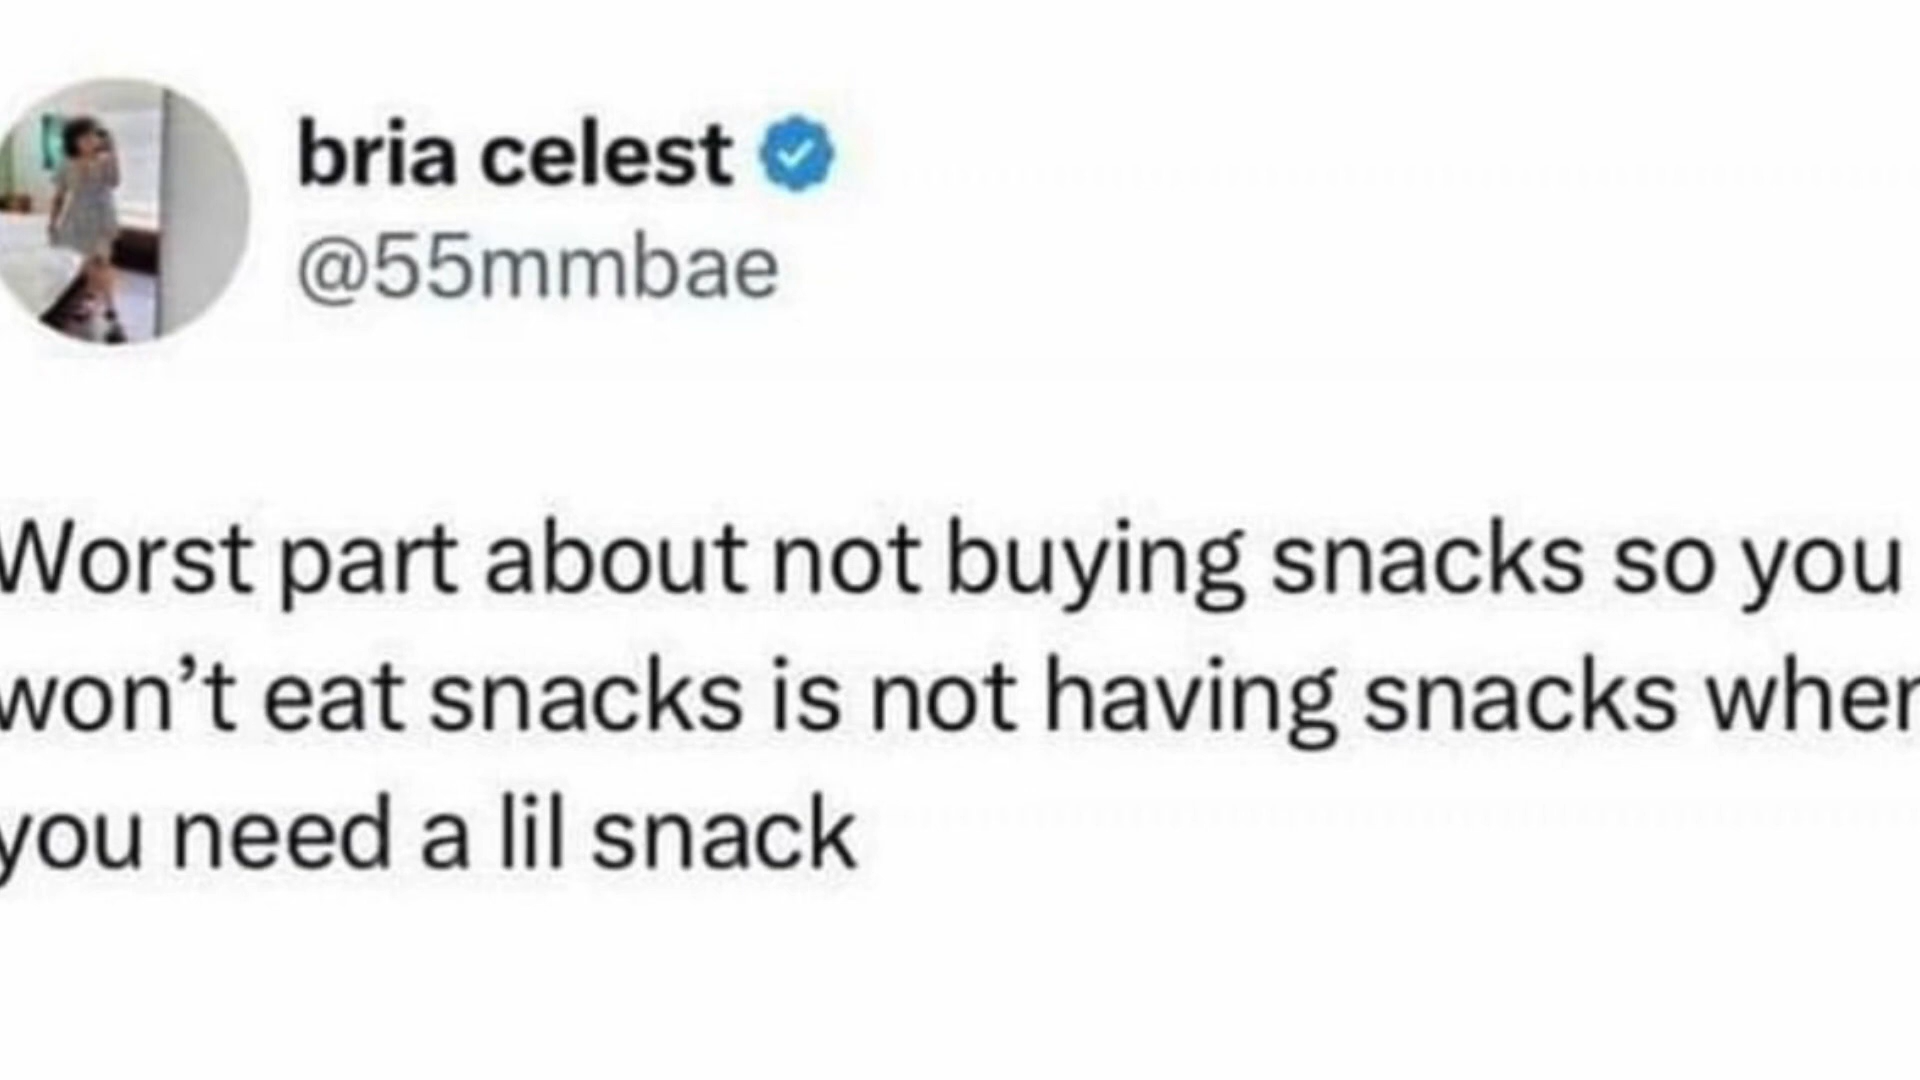 bria celest
@55mmbae
Worst part about not buying snacks so you
won’t eat snacks is not having snacks when
you need a lil snack